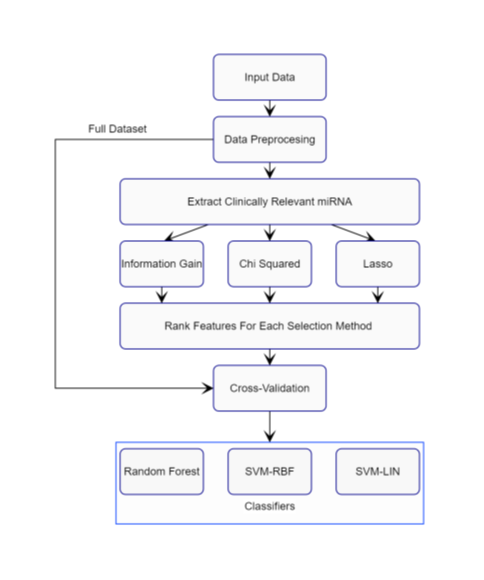 Input Data
Full Dataset
Data Preprocesing
Extract Clinically Relevant miRNA
Information Gain
Chi Squared
Lasso
Rank Features For Each Selection Method
Cross-Validation
Random Forest
SVM-RBF
SVM-LIN
Classifiers